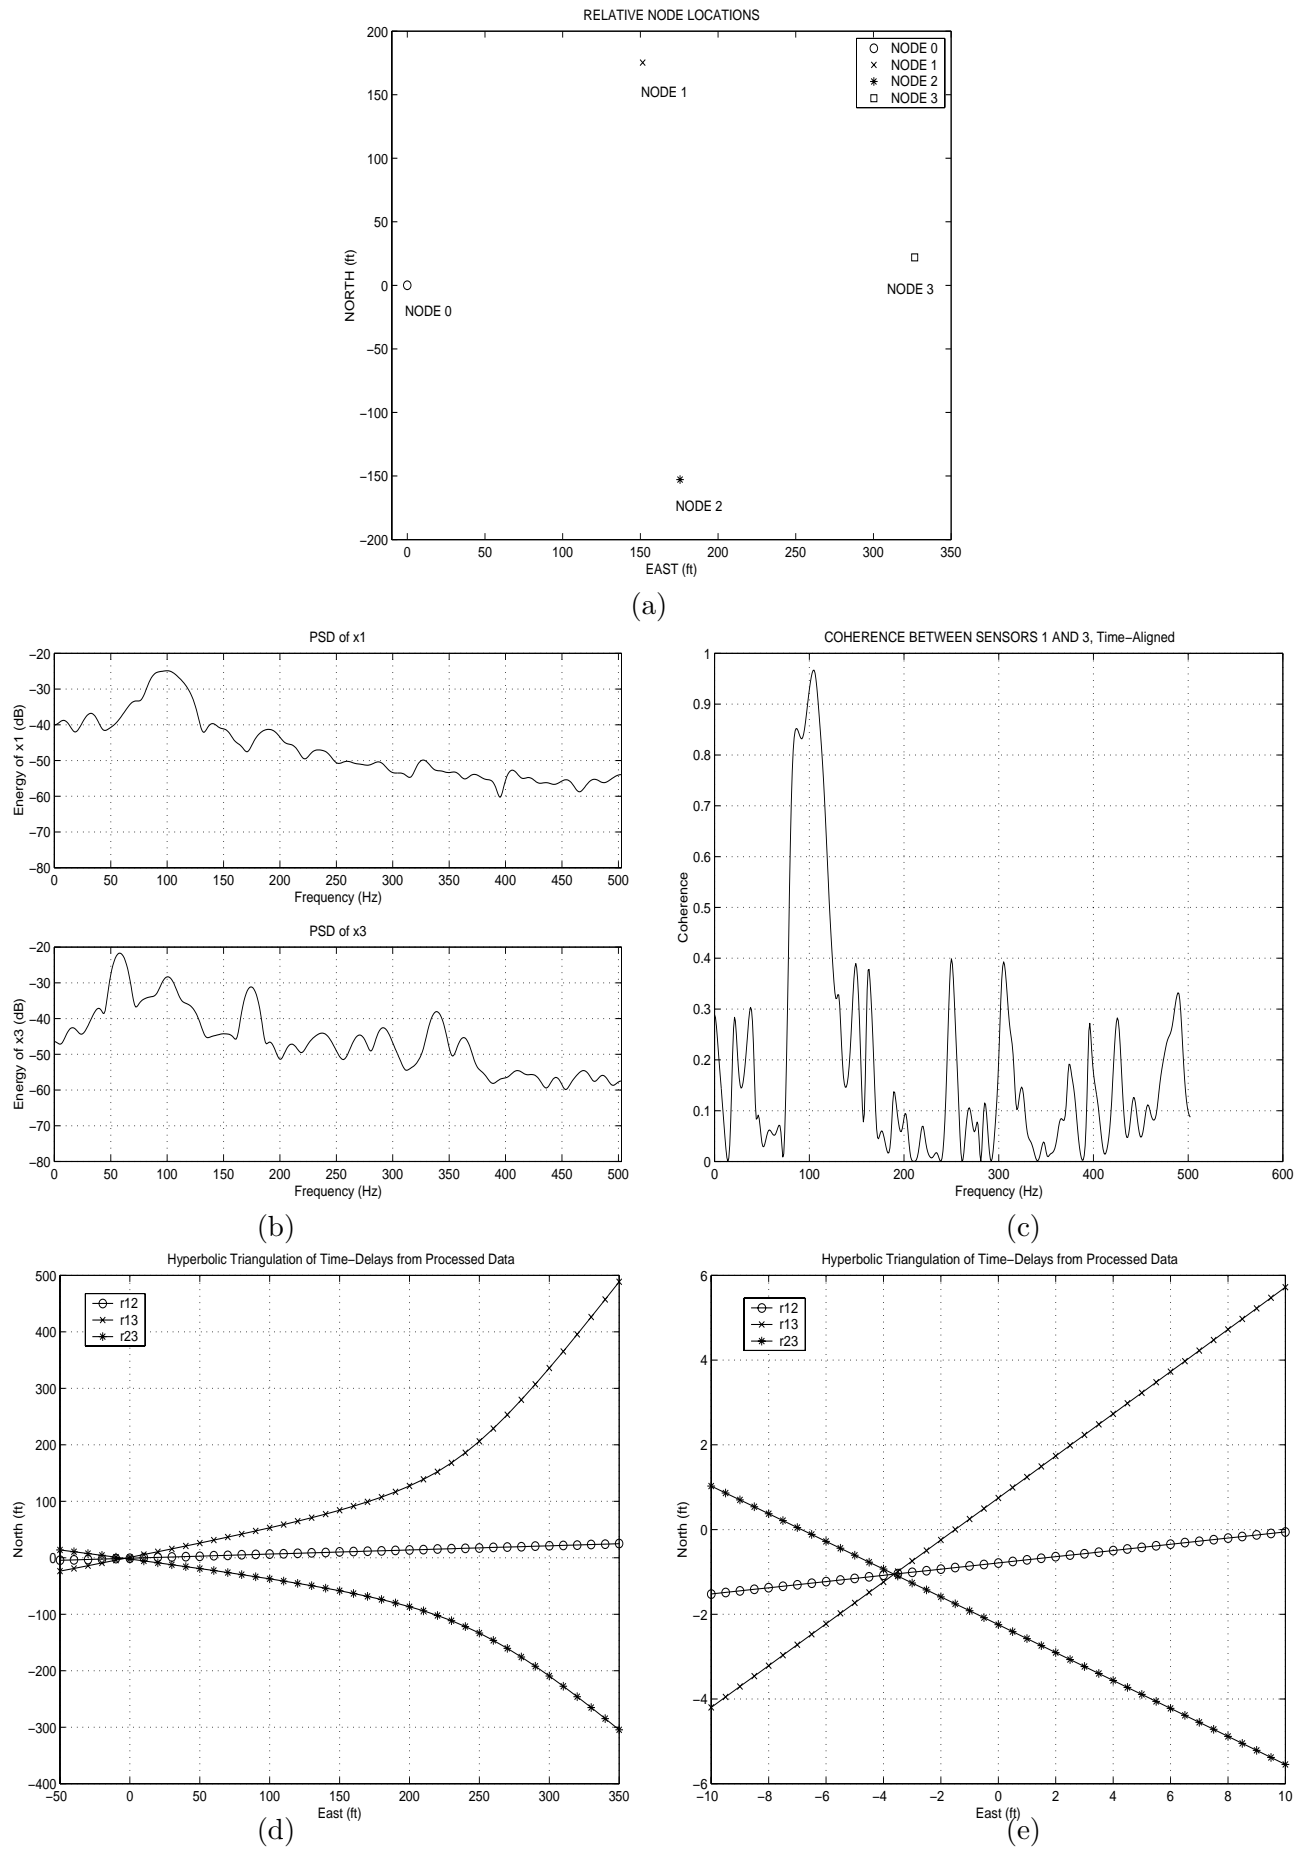 RELATIVE NODE LOCATIONS
200
150
100
50
0
−50
−100
−150
−200
NORTH (ft)
NODE 0
NODE 1
NODE 2
NODE 3
NODE 1
NODE 3
NODE 0
NODE 2
0 50 100 150 200 250 300 350
EAST (ft)
(a)
PSD of x1
−20
−30
−40
−50
−60
−70
−80
Energy of x1 (dB)
0 50 100 150 200 250 300 350 400 450 500
Frequency (Hz)
PSD of x3
−20
−30
−40
−50
−60
−70
−80
Energy of x3 (dB)
0 50 100 150 200 250 300 350 400 450 500
Frequency (Hz)
(b)
COHERENCE BETWEEN SENSORS 1 AND 3, Time−Aligned
1
0.9
0.8
0.7
0.6
0.5
0.4
0.3
0.2
0.1
0
Coherence
0 100 200 300 400 500 600
Frequency (Hz)
(c)
Hyperbolic Triangulation of Time−Delays from Processed Data
500
400
300
200
100
0
−100
−200
−300
−400
North (ft)
r12
r13
r23
−50 0 50 100 150 200 250 300 350
East (ft)
(d)
Hyperbolic Triangulation of Time−Delays from Processed Data
6
4
2
0
−2
−4
−6
North (ft)
r12
r13
r23
−10 −8 −6 −4 −2 0 2 4 6 8 10
East (ft)
(e)